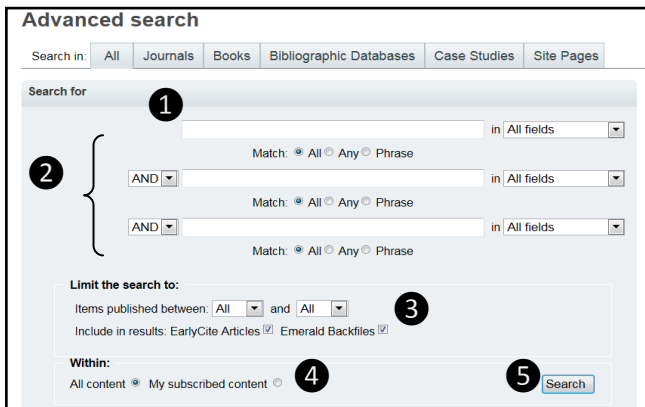 Advanced search
Search in: All Journals Books Bibliographic Databases Case Studies Site Pages
Search for
1
in All fields
Match: All Any Phrase
2
AND in All fields
Match: All Any Phrase
AND in All fields
Match: All Any Phrase
Limit the search to:
Items published between: All and All
3
Include in results: EarlyCite Articles Emerald Backfiles
Within:
All content My subscribed content 4 5 Search